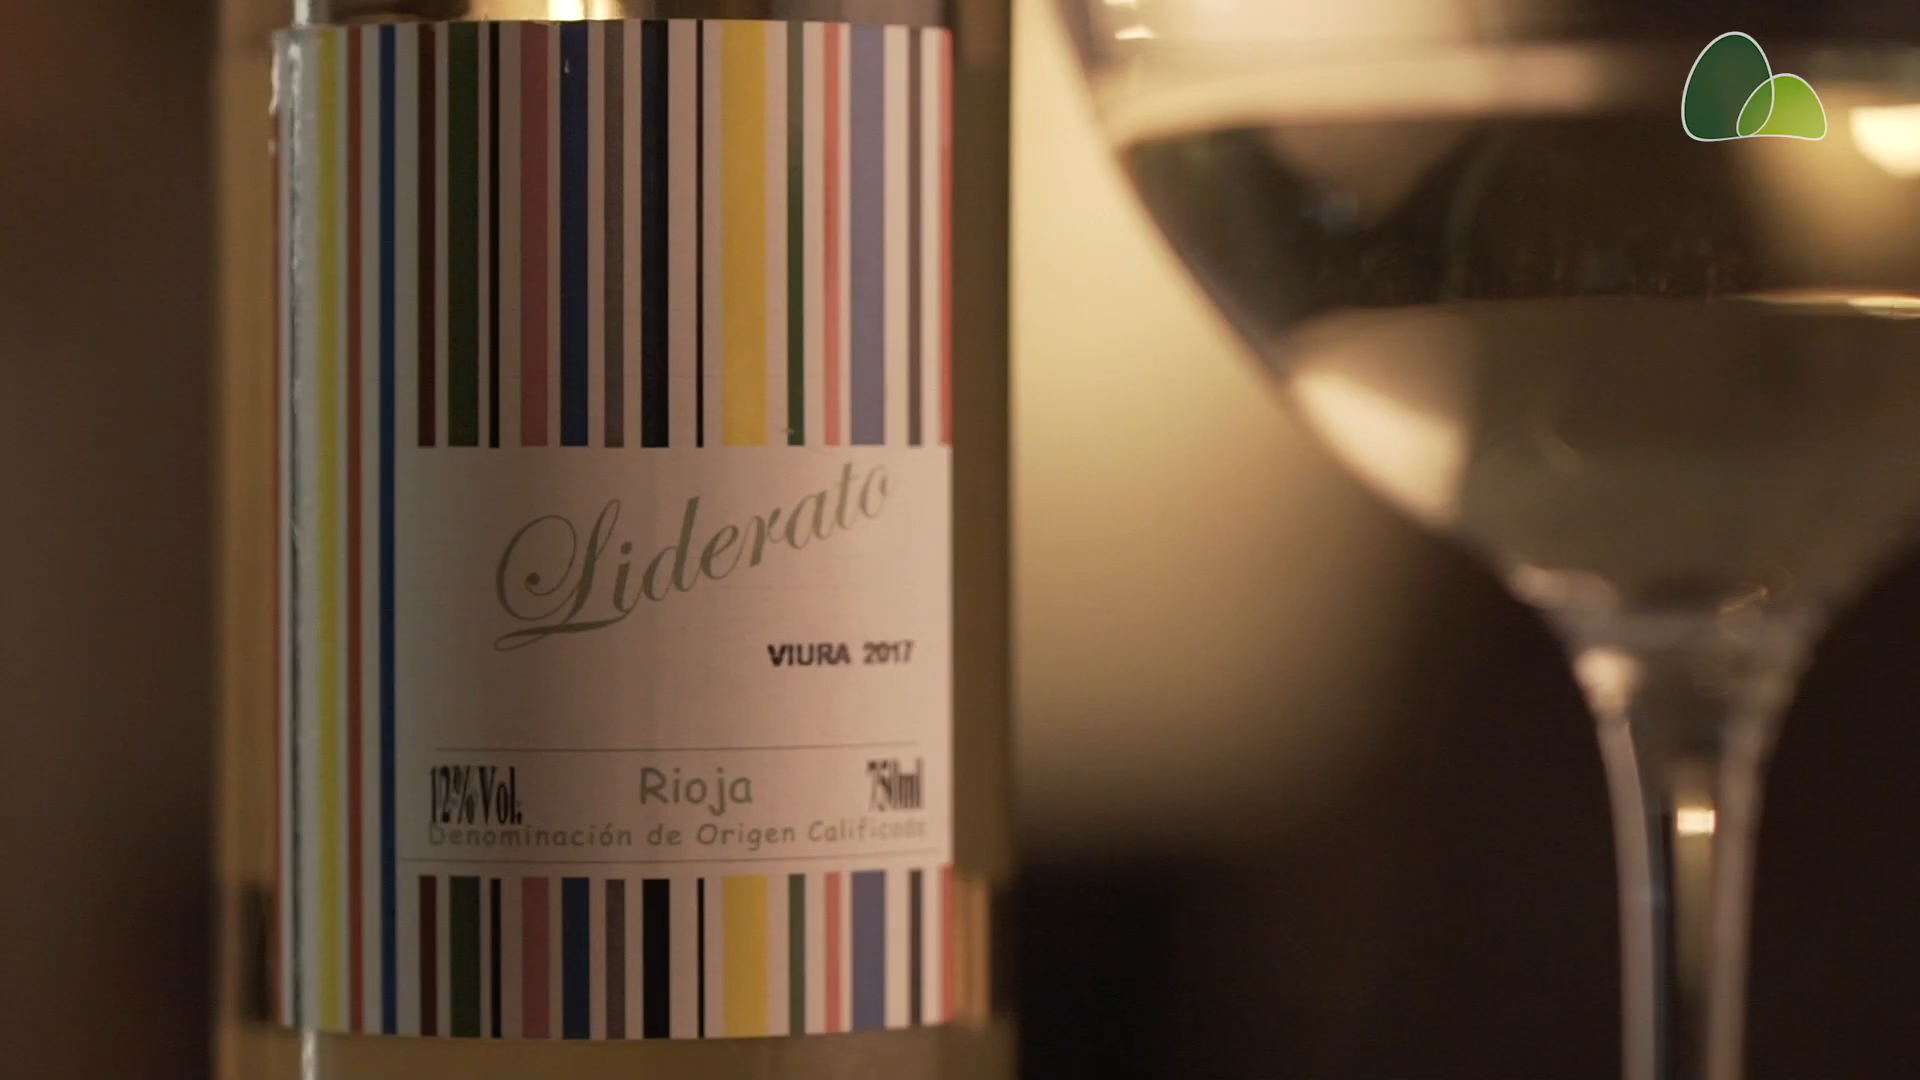 Liderato
VIURA 2017
12%Vol. Rioja 750ml
Denominación de Origen Calificada